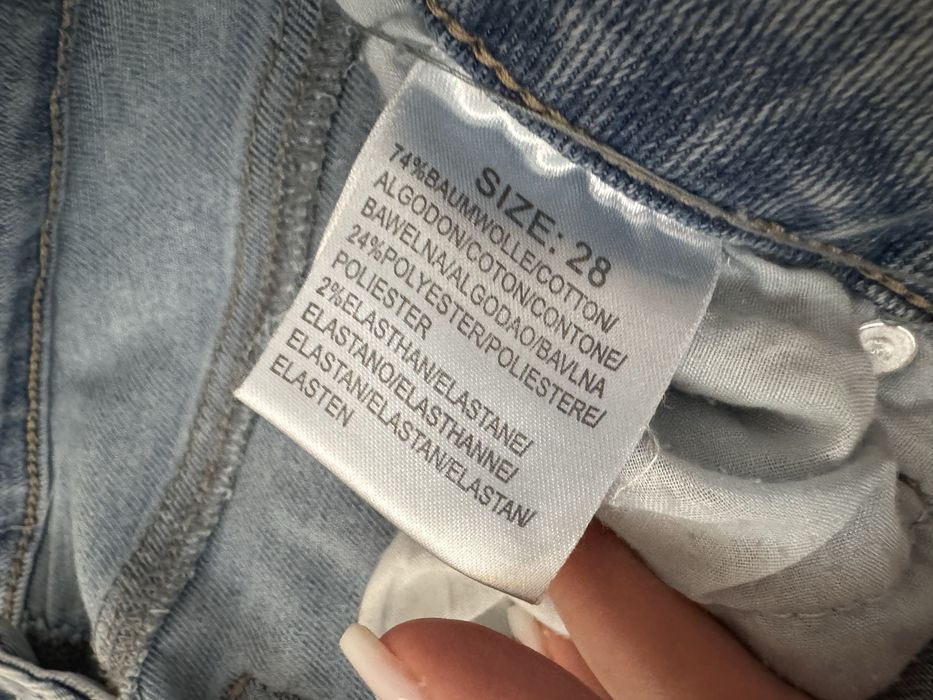 SIZE: 28
74%BAUMWOLLE/COTTON/
ALGODON/COTON/CONTONE/
BAWELNA/ALGODAO/BAVLNA
24%POLYESTER/POLIESTERE/
POLIESTER
2%ELASTHAN/ELASTANE/
ELASTANO/ELASTHANNE/
ELASTAN/ELASTAN/ELASTAN/
ELASTEN